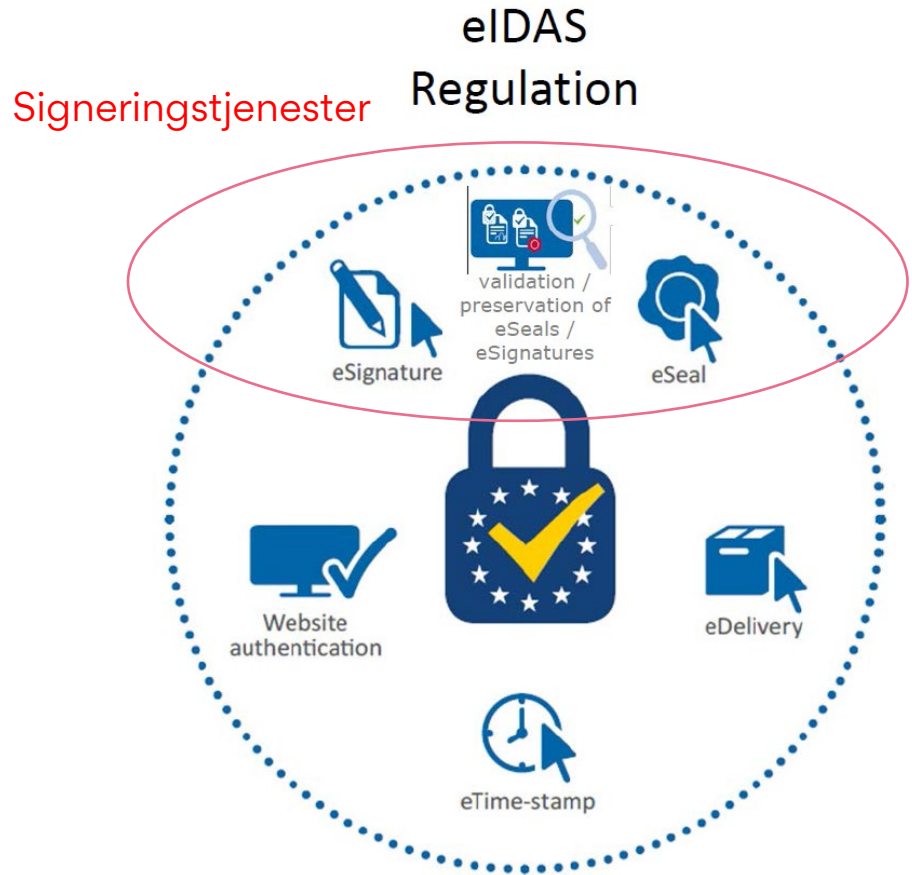 eIDAS
Regulation
Signeringstjenester
validation /
preservation of
eSeals /
eSignatures
eSignature
eSeal
Website
authentication
eDelivery
eTime-stamp